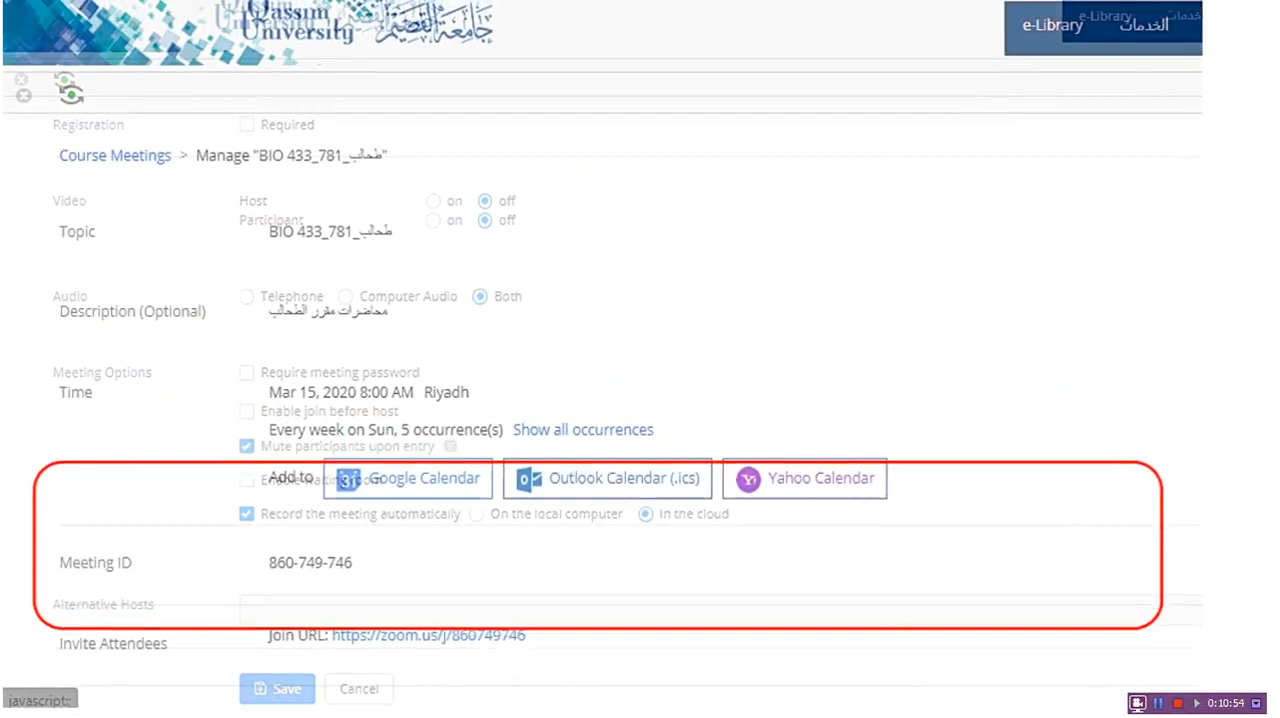 Qassim
University
جامعة القصيم
e-Library
الخدمات
e-Library
خدمات
Registration
Required
Course Meetings > Manage "BIO 433_781_طحالب"
Video
Host
on
off
Participant
on
off
Topic
BIO 433_781_طحالب
Audio
Telephone
Computer Audio
Both
Description (Optional)
محاضرات مقرر الطحالب
Meeting Options
Require meeting password
Time
Mar 15, 2020 8:00 AM Riyadh
Enable join before host
Every week on Sun, 5 occurrence(s) Show all occurrences
Mute participants upon entry
Add to
31 Google Calendar
Outlook Calendar (.ics)
Yahoo Calendar
Record the meeting automatically
On the local computer
In the cloud
Meeting ID
860-749-746
Alternative Hosts
Join URL: https://zoom.us/j/860749746
Invite Attendees
Save
Cancel
javascript:;
0:10:54